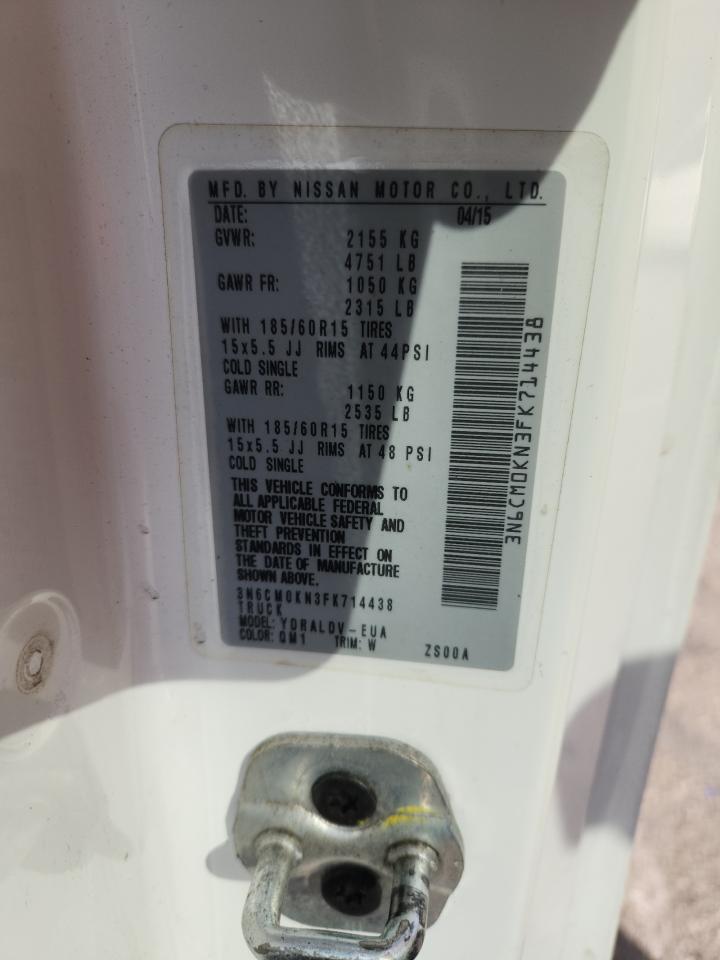 MFD. BY NISSAN MOTOR CO., LTD.
DATE: 04/15
GVWR: 2155 KG
4751 LB
GAWR FR: 1050 KG
2315 LB
WITH 185/60R15 TIRES
15x5.5 JJ RIMS AT 44PSI
COLD SINGLE
GAWR RR: 1150 KG
2535 LB
WITH 185/60R15 TIRES
15x5.5 JJ RIMS AT 48 PSI
COLD SINGLE
THIS VEHICLE CONFORMS TO
ALL APPLICABLE FEDERAL
MOTOR VEHICLE SAFETY AND
THEFT PREVENTION
STANDARDS IN EFFECT ON
THE DATE OF MANUFACTURE
SHOWN ABOVE.
3N6CM0KN3FK714438
TRUCK
MODEL: YDRALDV-EUA
COLOR: QM1 TRIM: W ZS00A
3N6CM0KN3FK714438